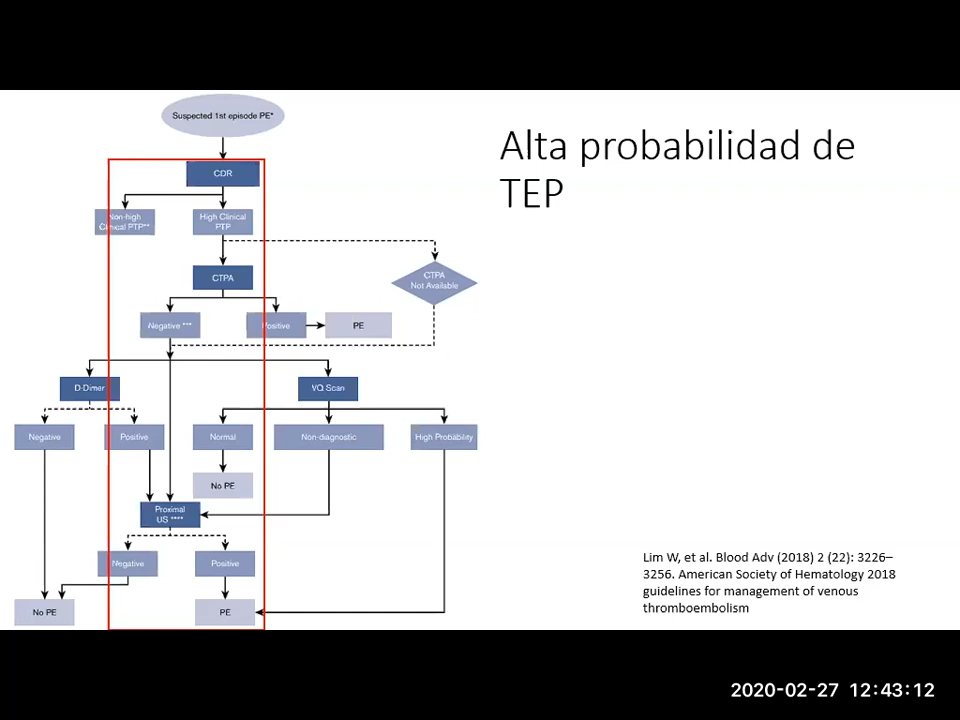 Suspected 1st episode PE*
Alta probabilidad de
TEP
CDR
Non-high
Clinical PTP**
High Clinical
PTP
CTPA
CTPA
Not Available
Negative ***
Positive
PE
D-Dimer
VQ Scan
Negative
Positive
Normal
Non-diagnostic
High Probability
No PE
Proximal
US ****
Negative
Positive
No PE
PE
Lim W, et al. Blood Adv (2018) 2 (22): 3226–
3256. American Society of Hematology 2018
guidelines for management of venous
thromboembolism
2020-02-27 12:43:12